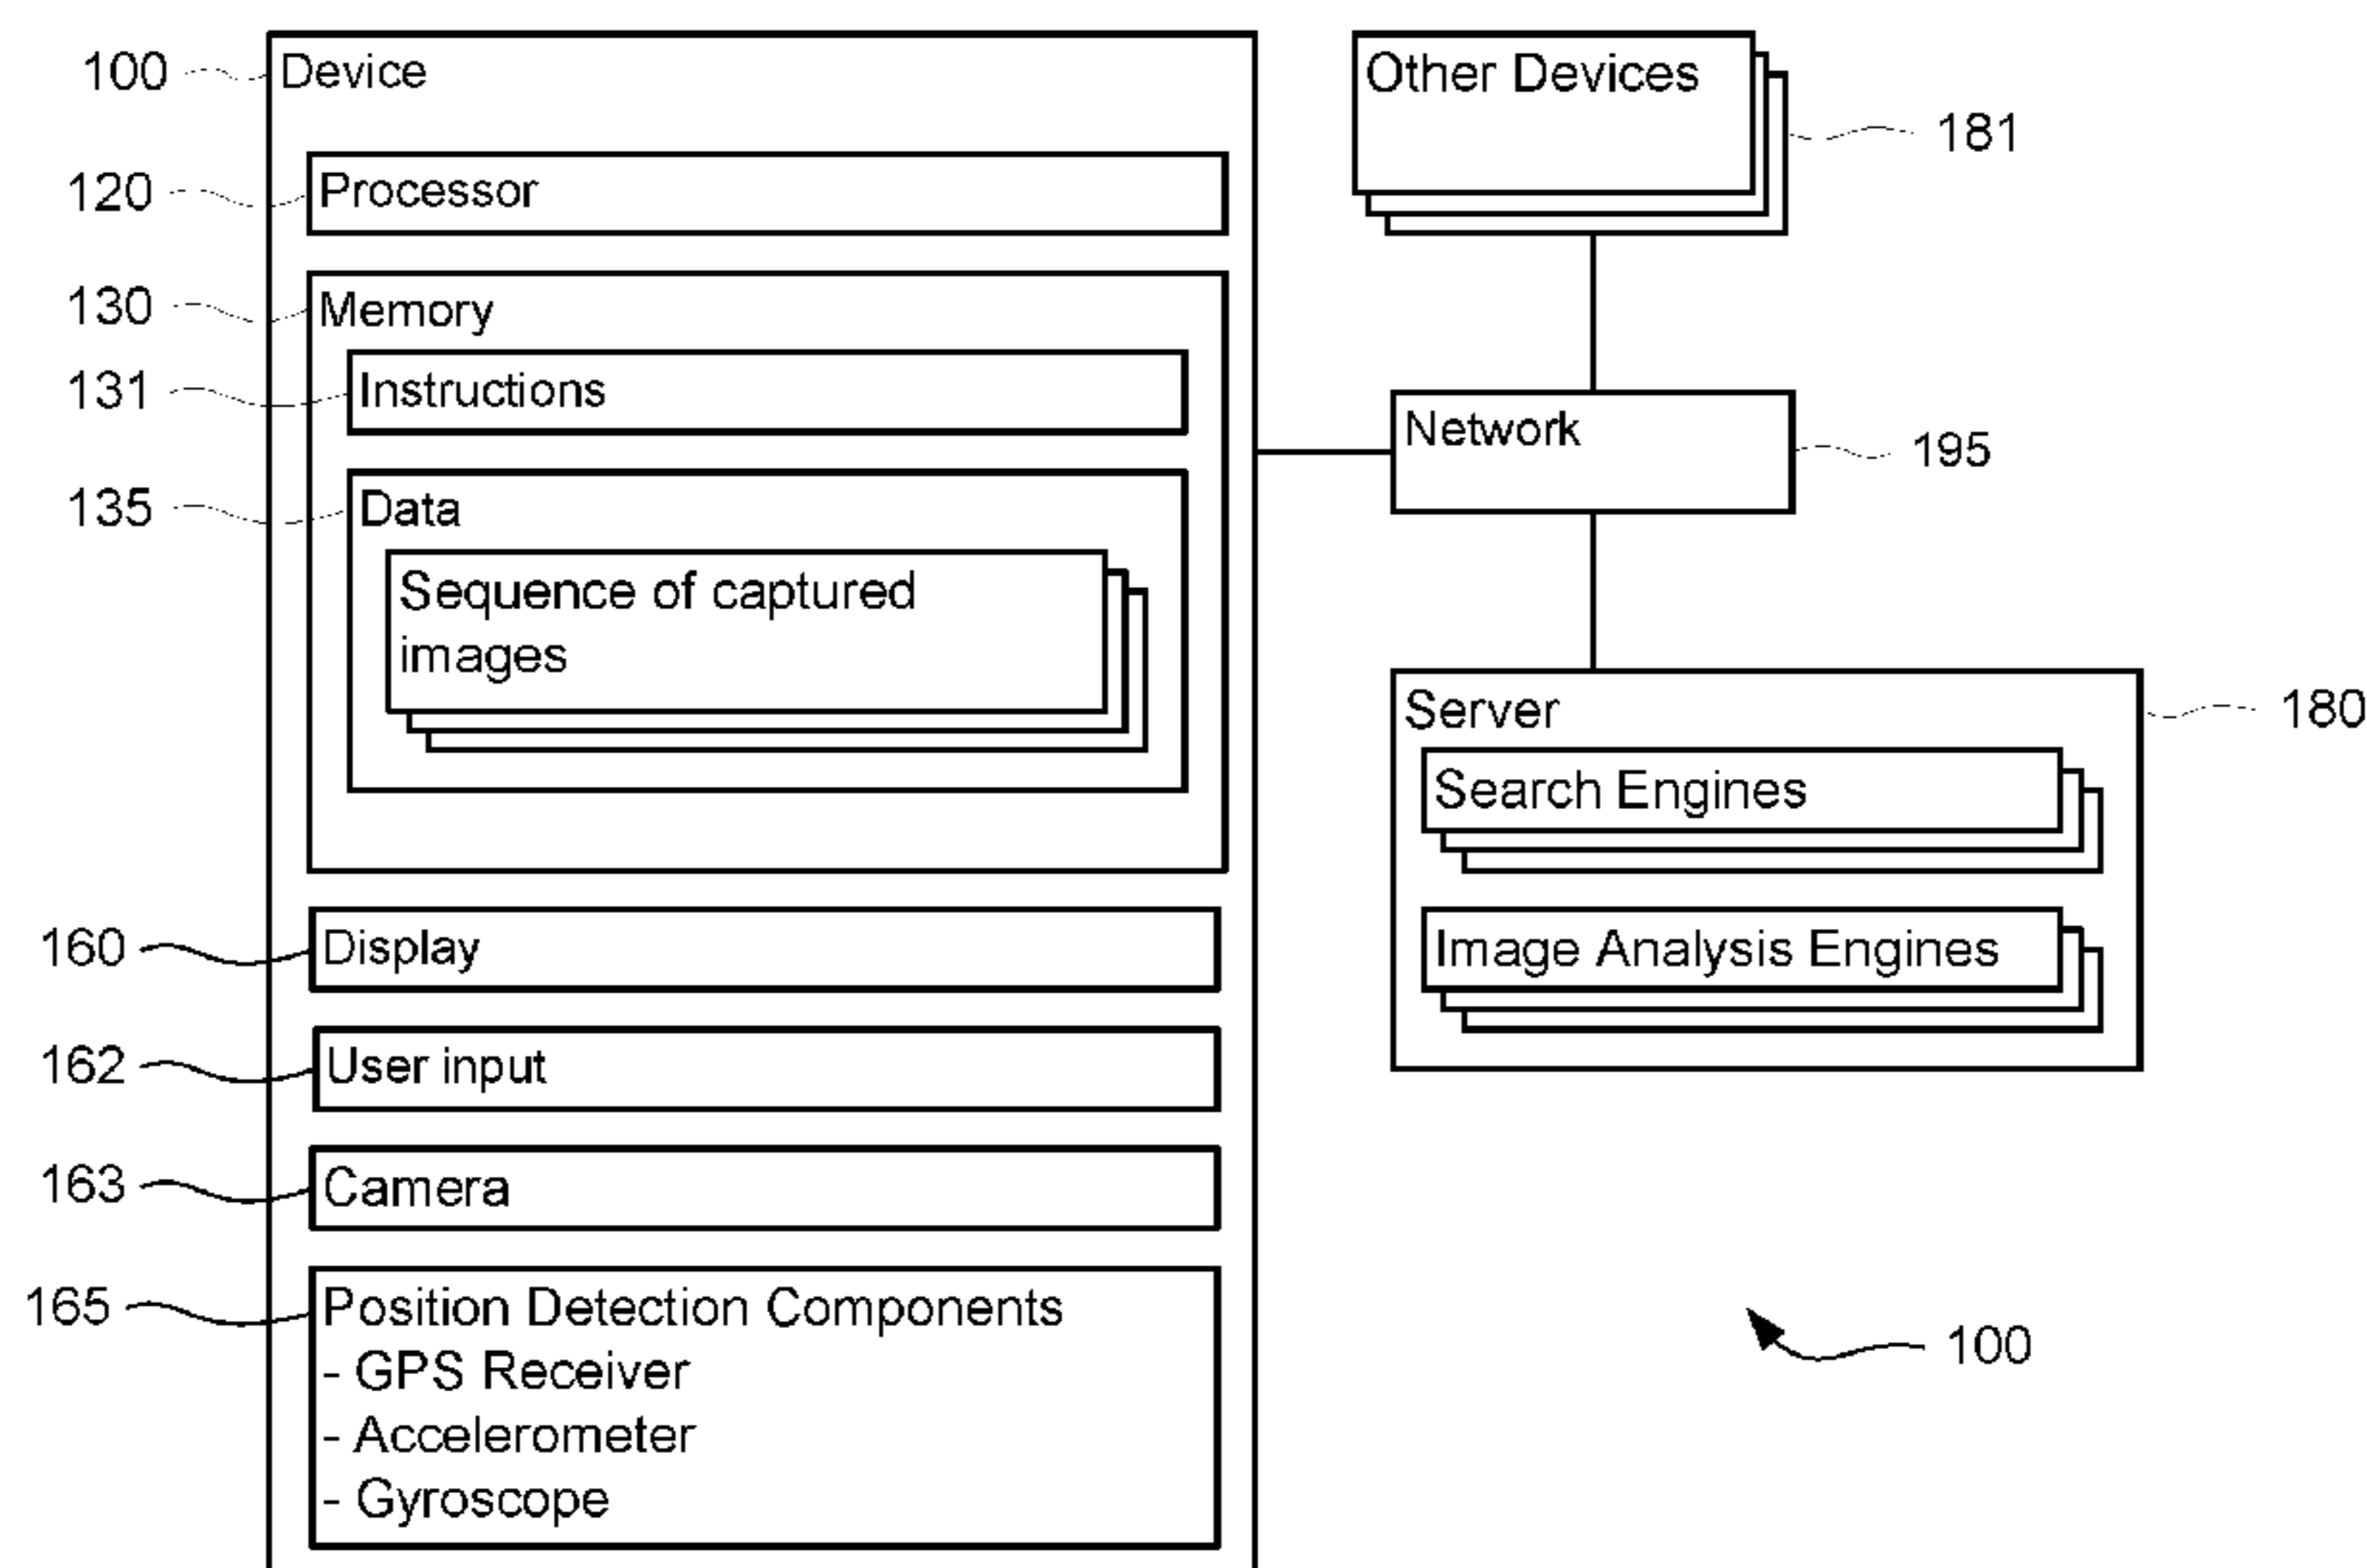 100 Device
120 Processor
130 Memory
131 Instructions
135 Data
Sequence of captured
images
160 Display
162 User input
163 Camera
165 Position Detection Components
- GPS Receiver
- Accelerometer
- Gyroscope
Other Devices
181
Network
195
Server
180
Search Engines
Image Analysis Engines
100